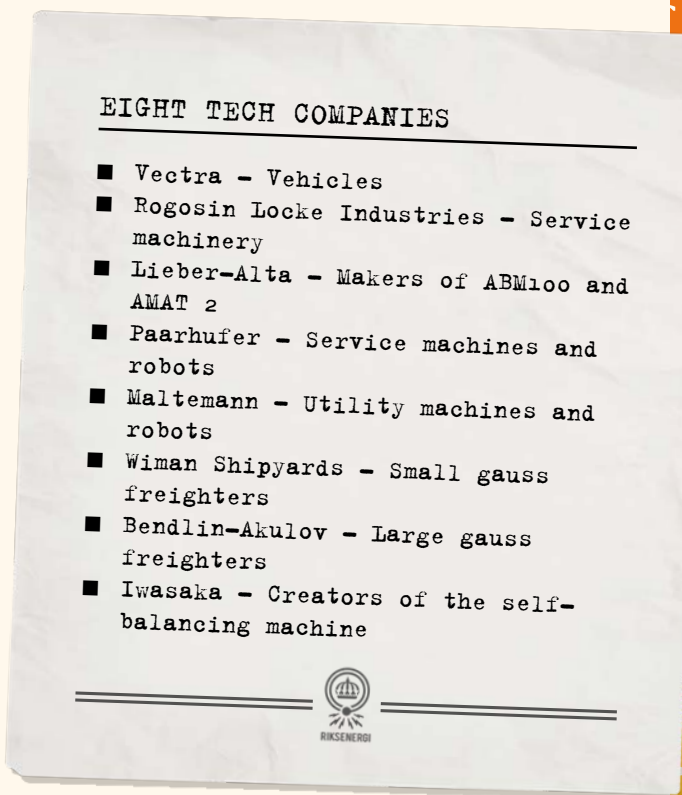 EIGHT TECH COMPANIES
■ Vectra – Vehicles
■ Rogosin Locke Industries – Service
machinery
■ Lieber-Alta – Makers of ABM100 and
AMAT 2
■ Paarhufer – Service machines and
robots
■ Maltemann – Utility machines and
robots
■ Wiman Shipyards – Small gauss
freighters
■ Bendlin-Akulov – Large gauss
freighters
■ Iwasaka – Creators of the self-
balancing machine
RIKSENERGI